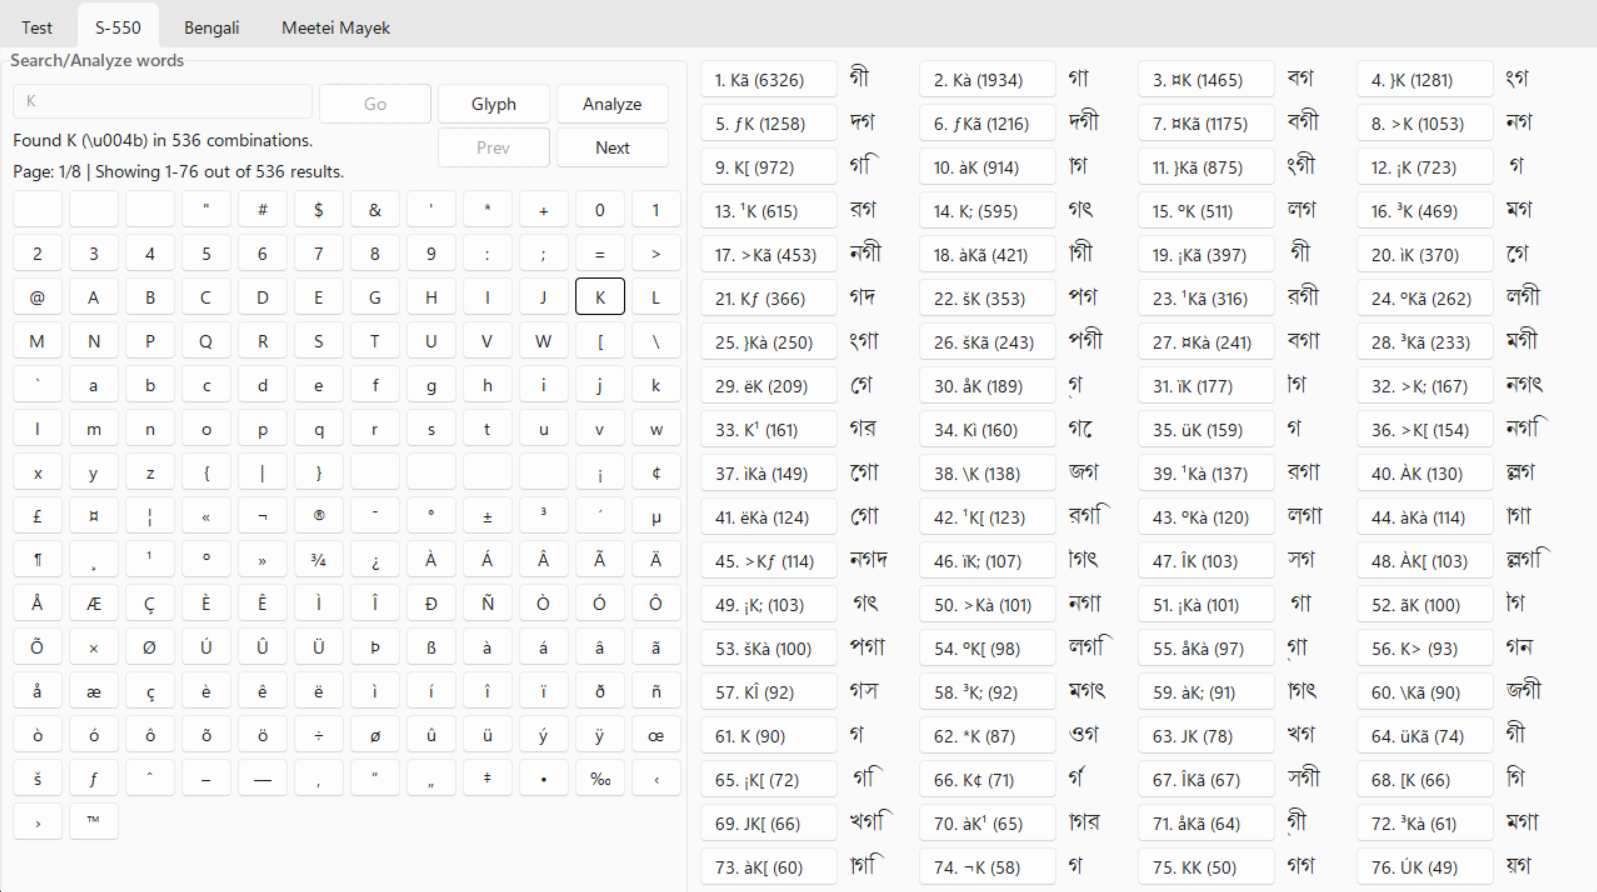 Test S-550 Bengali Meetei Mayek
Search/Analyze words
K Go Glyph Analyze
Found K (\u004b) in 536 combinations. Prev Next
Page: 1/8 | Showing 1-76 out of 536 results.
" # $ & ' * + 0 1
2 3 4 5 6 7 8 9 : ; = >
@ A B C D E G H I J K L
M N P Q R S T U V W [ \
` a b c d e f g h i j k
l m n o p q r s t u v w
x y z { | } ¡ ¢
£ ¤ ¦ « ¬ ® ¯ ° ± ³ ´ µ
¶ ¸ ¹ º » ¾ ¿ À Á Â Ã Ä
Å Æ Ç È Ê Ì Î Ð Ñ Ò Ó Ô
Õ × Ø Ú Û Ü Þ ß à á â ã
å æ ç è ê ë ì í î ï ð ñ
ò ó ô õ ö ÷ ø û ü ý ÿ œ
š ƒ ˆ – — ‚ “ „ ‡ • ‰ ‹
› ™
1. Kã (6326) গী 2. Kà (1934) গা 3. ¤K (1465) বগ 4. }K (1281) ংগ
5. ƒK (1258) দগ 6. ƒKã (1216) দগী 7. ¤Kã (1175) বগী 8. >K (1053) নগ
9. K[ (972) গি 10. àK (914) াগ 11. }Kã (875) ংগী 12. ¡K (723) গ
13. ¹K (615) রগ 14. K; (595) গৎ 15. ºK (511) লগ 16. ³K (469) মগ
17. >Kã (453) নগী 18. àKã (421) াগী 19. ¡Kã (397) গী 20. ìK (370) গে
21. Kƒ (366) গদ 22. šK (353) পগ 23. ¹Kã (316) রগী 24. ºKã (262) লগী
25. }Kà (250) ংগা 26. šKã (243) পগী 27. ¤Kà (241) বগা 28. ³Kã (233) মগী
29. ëK (209) গে 30. åK (189) ুগ 31. ïK (177) াগ 32. >K; (167) নগৎ
33. K¹ (161) গর 34. Kì (160) গে 35. üK (159) গ 36. >K[ (154) নগি
37. ìKà (149) গো 38. \K (138) জগ 39. ¹Kà (137) রগা 40. ÀK (130) ল্লগ
41. ëKà (124) গো 42. ¹K[ (123) রগি 43. ºKà (120) লগা 44. àKà (114) াগা
45. >Kƒ (114) নগদ 46. ïK; (107) াগৎ 47. ÎK (103) সগ 48. ÀK[ (103) ল্লগি
49. ¡K; (103) গৎ 50. >Kà (101) নগা 51. ¡Kà (101) গা 52. ãK (100) ীগ
53. šKà (100) পগা 54. ºK[ (98) লগি 55. åKà (97) ুগা 56. K> (93) গন
57. KÎ (92) গস 58. ³K; (92) মগৎ 59. àK; (91) াগৎ 60. \Kã (90) জগী
61. K (90) গ 62. *K (87) ওগ 63. JK (78) খগ 64. üKã (74) গী
65. ¡K[ (72) গি 66. K¢ (71) র্গ 67. ÎKã (67) সগী 68. [K (66) গি
69. JK[ (66) খগি 70. àK¹ (65) াগর 71. åKã (64) ুগী 72. ³Kà (61) মগা
73. àK[ (60) াগি 74. ¬K (58) গ 75. KK (50) গগ 76. ÚK (49) য়গ